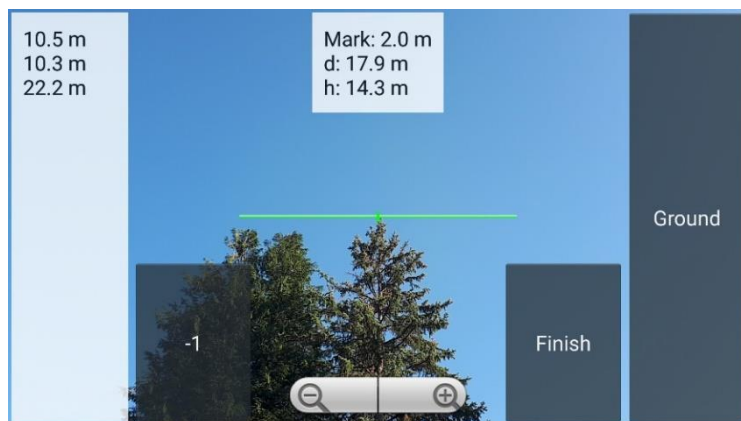 10.5 m
10.3 m
22.2 m
Mark: 2.0 m
d: 17.9 m
h: 14.3 m
Ground
-1
Finish